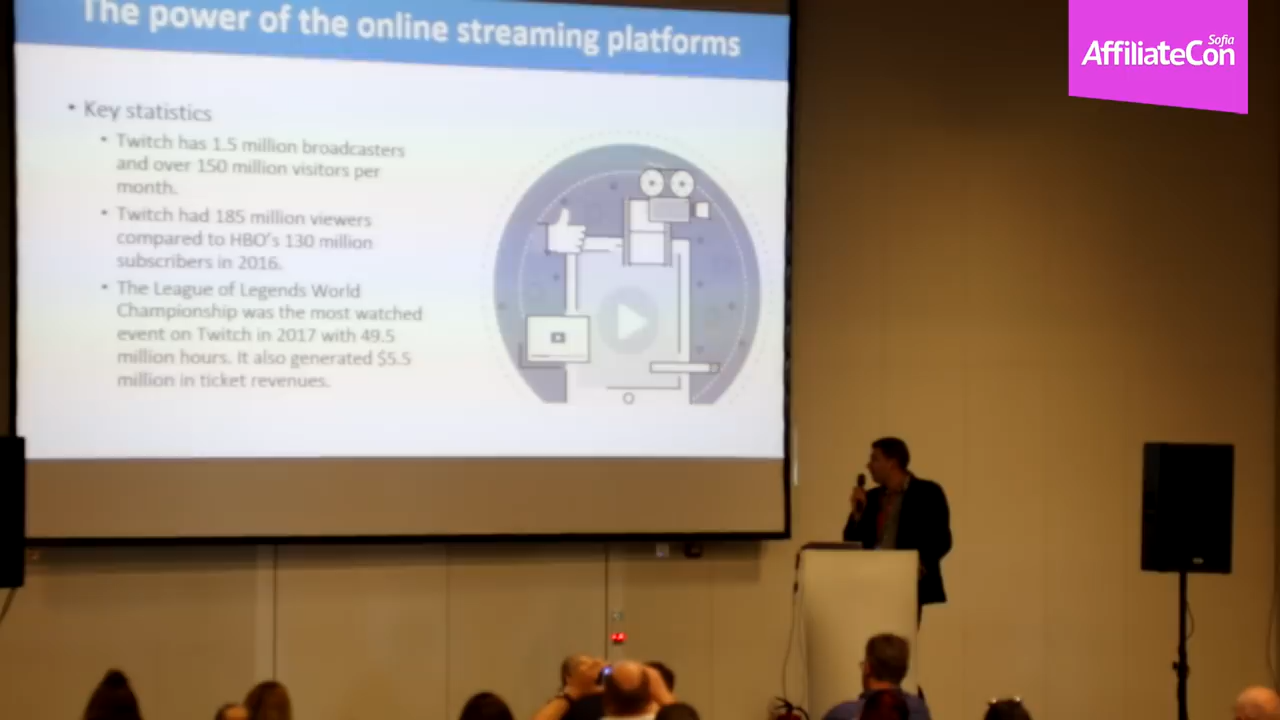 The power of the online streaming platforms
• Key statistics
• Twitch has 1.5 million broadcasters
and over 150 million visitors per
month.
• Twitch had 185 million viewers
compared to HBO's 130 million
subscribers in 2016.
• The League of Legends World
Championship was the most watched
event on Twitch in 2017 with 49.5
million hours. It also generated $5.5
million in ticket revenues.
Sofia
AffiliateCon